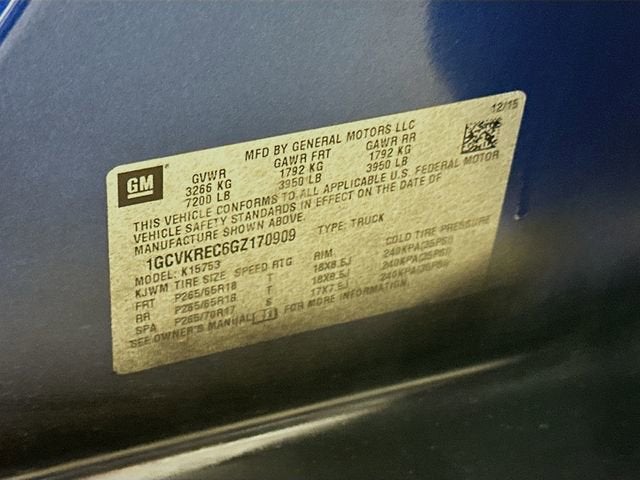 12/15
GM
MFD BY GENERAL MOTORS LLC
GVWR GAWR FRT GAWR RR
3266 KG 1792 KG 1792 KG
7200 LB 3950 LB 3950 LB
THIS VEHICLE CONFORMS TO ALL APPLICABLE U.S. FEDERAL MOTOR
VEHICLE SAFETY STANDARDS IN EFFECT ON THE DATE OF
MANUFACTURE SHOWN ABOVE.
1GCVKREC6GZ170909 TYPE: TRUCK
MODEL: K15753
KJWM TIRE SIZE SPEED RTG RIM COLD TIRE PRESSURE
FRT P265/65R18 T 18X8.5J 240KPA(35PSI)
RR P265/65R18 T 18X8.5J 240KPA(35PSI)
SPA P265/70R17 S 17X7.5J 240KPA(35PSI)
SEE OWNER'S MANUAL FOR MORE INFORMATION